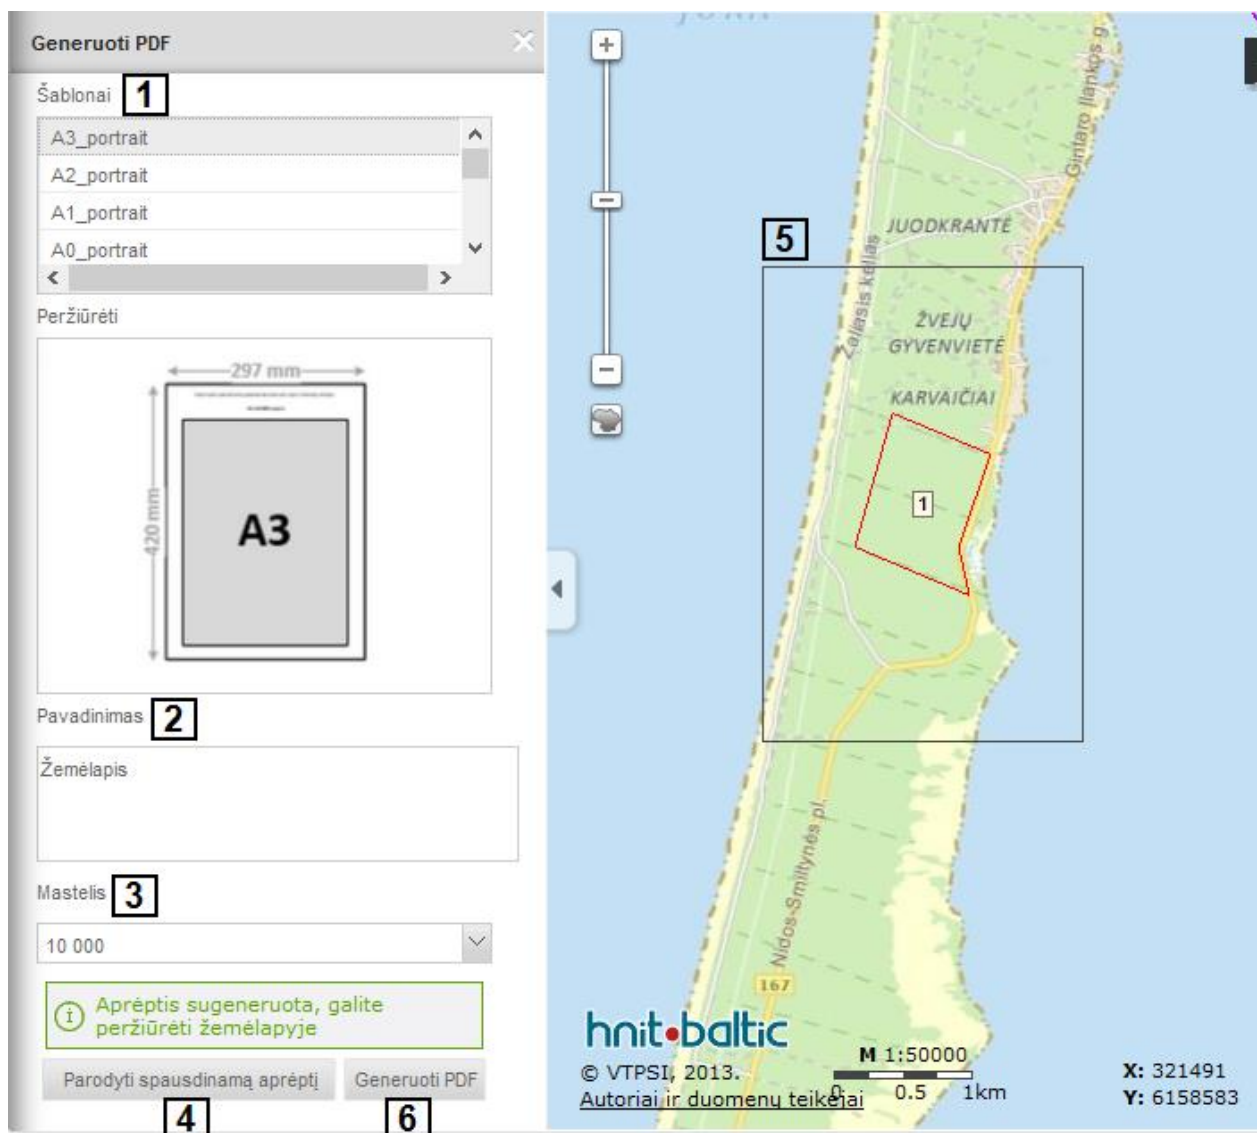 Generuoti PDF
Šablonai 1
A3_portrait
A2_portrait
A1_portrait
A0_portrait
Peržiūrėti
297 mm
420 mm
A3
Pavadinimas 2
Žemėlapis
Mastelis 3
10 000
Aprėptis sugeneruota, galite
peržiūrėti žemėlapyje
Parodyti spausdinamą aprėptį
Generuoti PDF
4
6
Gintaro Įlankos g.
JUODKRANTĖ
5
Žaliasis kelias
ŽVEJŲ
GYVENVIETĖ
KARVAIČIAI
1
Nidos-Smiltynės pl.
167
hnit-baltic
M 1:50000
© VTPSI, 2013.
Autoriai ir duomenų teikėjai
0 0.5 1km
X: 321491
Y: 6158583